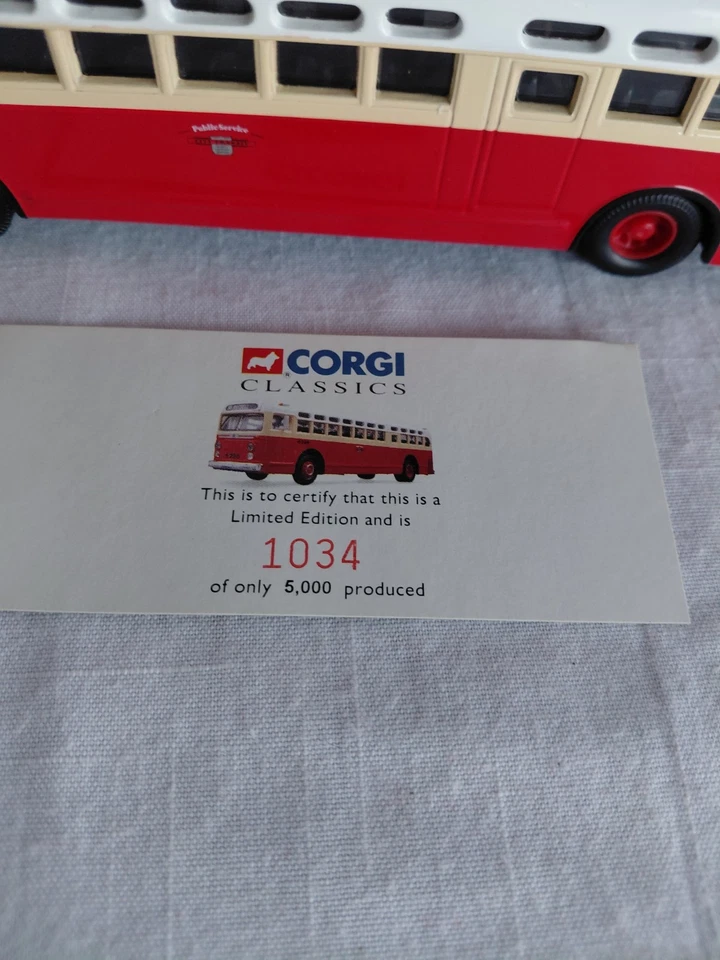 Public Service
CORGI
®
CLASSICS
This is to certify that this is a
Limited Edition and is
1034
of only 5,000 produced